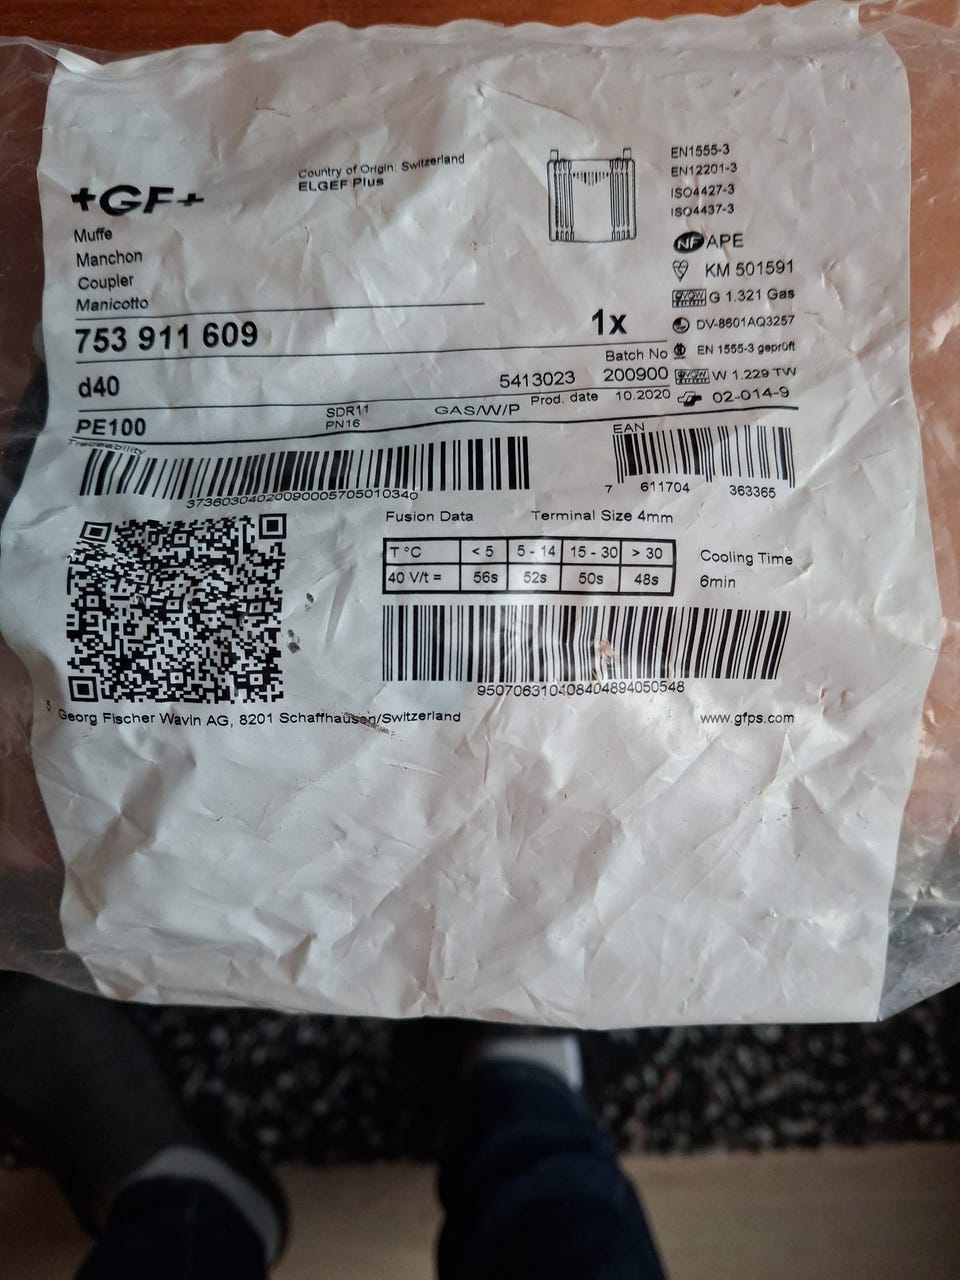 +GF+
Country of Origin: Switzerland
ELGEF Plus
Muffe
Manchon
Coupler
Manicotto
753 911 609
1x
d40
5413023
Batch No
200900
Prod. date 10.2020
PE100
SDR11
PN16
GAS/W/P
EN1555-3
EN12201-3
ISO4427-3
ISO4437-3
NF APE
KM 501591
DVGW G 1.321 Gas
DV-8601AQ3257
EN 1555-3 geprüft
DVGW W 1.229 TW
02-014-9
Traceability
37360304020090005705010340
EAN
7 611704 363365
Fusion Data
Terminal Size 4mm
T °C < 5 5 - 14 15 - 30 > 30
40 V/t = 56s 52s 50s 48s
Cooling Time
6min
950706310408404894050548
5
Georg Fischer Wavin AG, 8201 Schaffhausen/Switzerland
www.gfps.com